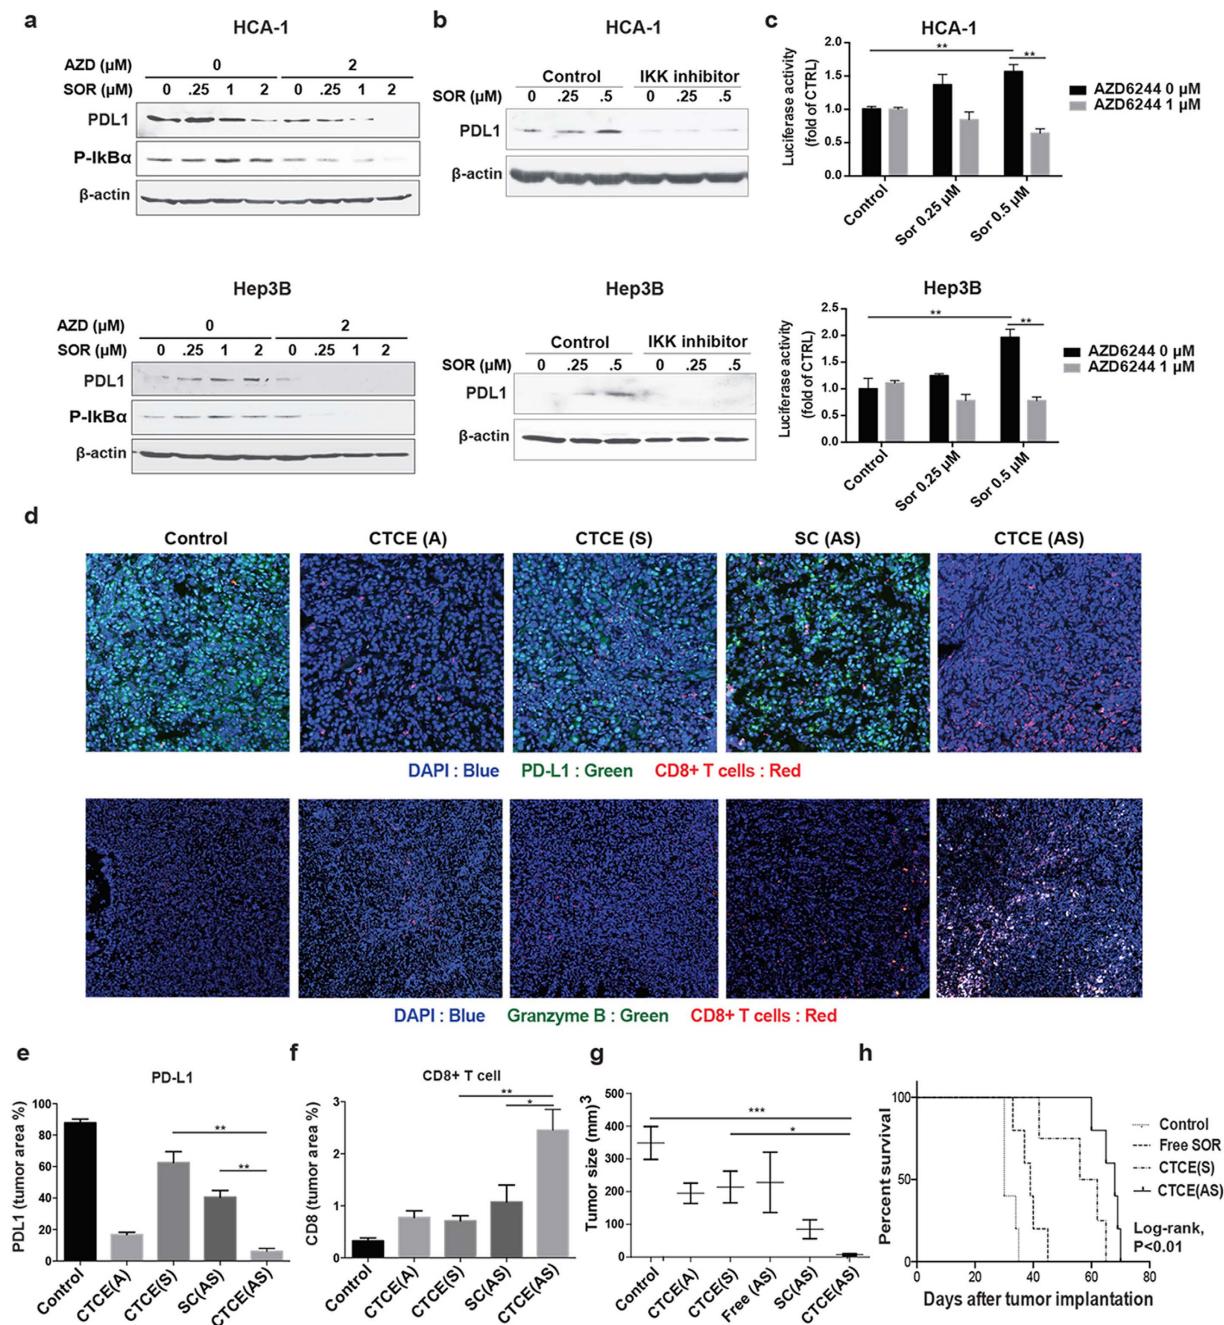 a
HCA-1
AZD (µM)
0
2
SOR (µM)
0 .25 1 2 0 .25 1 2
PDL1
P-IkBα
β-actin
Hep3B
AZD (µM)
0
2
SOR (µM)
0 .25 1 2 0 .25 1 2
PDL1
P-IkBα
β-actin
b
HCA-1
Control IKK inhibitor
SOR (µM) 0 .25 .5 0 .25 .5
PDL1
β-actin
Hep3B
Control IKK inhibitor
SOR (µM) 0 .25 .5 0 .25 .5
PDL1
β-actin
c
HCA-1
Luciferase activity
(fold of CTRL)
2.0
1.5
1.0
0.5
0.0
**
**
Control
Sor 0.25 µM
Sor 0.5 µM
AZD6244 0 µM
AZD6244 1 µM
Hep3B
Luciferase activity
(fold of CTRL)
2.5
2.0
1.5
1.0
0.5
0.0
**
**
Control
Sor 0.25 µM
Sor 0.5 µM
AZD6244 0 µM
AZD6244 1 µM
d
Control CTCE (A) CTCE (S) SC (AS) CTCE (AS)
DAPI : Blue PD-L1 : Green CD8+ T cells : Red
DAPI : Blue Granzyme B : Green CD8+ T cells : Red
e
PD-L1
PDL1 (tumor area %)
100
80
60
40
20
0
**
**
Control
CTCE(A)
CTCE(S)
SC(AS)
CTCE(AS)
f
CD8+ T cell
CD8 (tumor area %)
3
2
1
0
**
*
Control
CTCE(A)
CTCE(S)
SC(AS)
CTCE(AS)
g
Tumor size (mm)3
500
400
300
200
100
0
***
*
Control
CTCE(A)
CTCE(S)
Free (AS)
SC(AS)
CTCE(AS)
h
Percent survival
100
50
0
0 20 40 60 80
Days after tumor implantation
Control
Free SOR
CTCE(S)
CTCE(AS)
Log-rank,
P<0.01